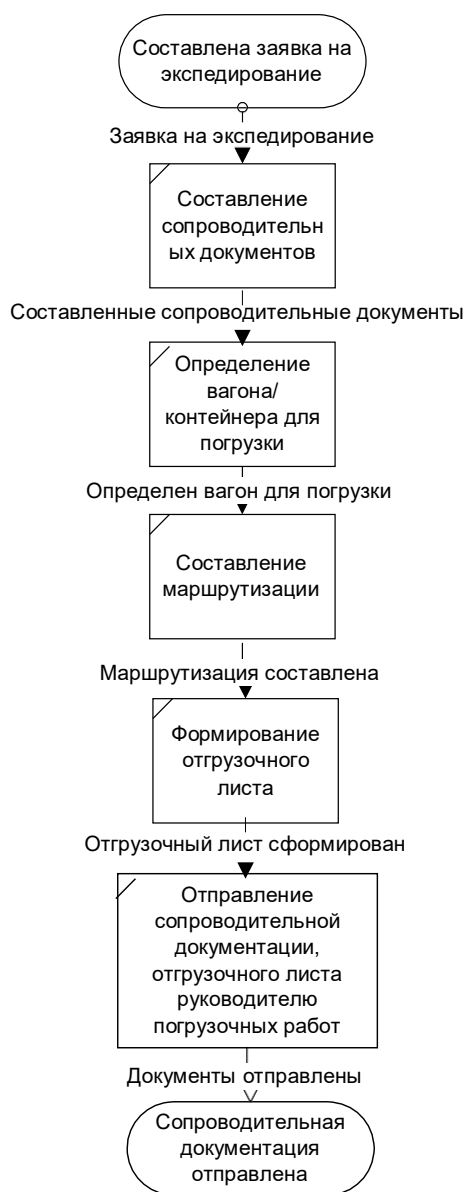 Составлена заявка на
экспедирование
Заявка на экспедирование
Составление
сопроводительн
ых документов
Составленные сопроводительные документы
Определение
вагона/
контейнера для
погрузки
Определен вагон для погрузки
Составление
маршрутизации
Маршрутизация составлена
Формирование
отгрузочного
листа
Отгрузочный лист сформирован
Отправление
сопроводительной
документации,
отгрузочного листа
руководителю
погрузочных работ
Документы отправлены
Сопроводительная
документация
отправлена